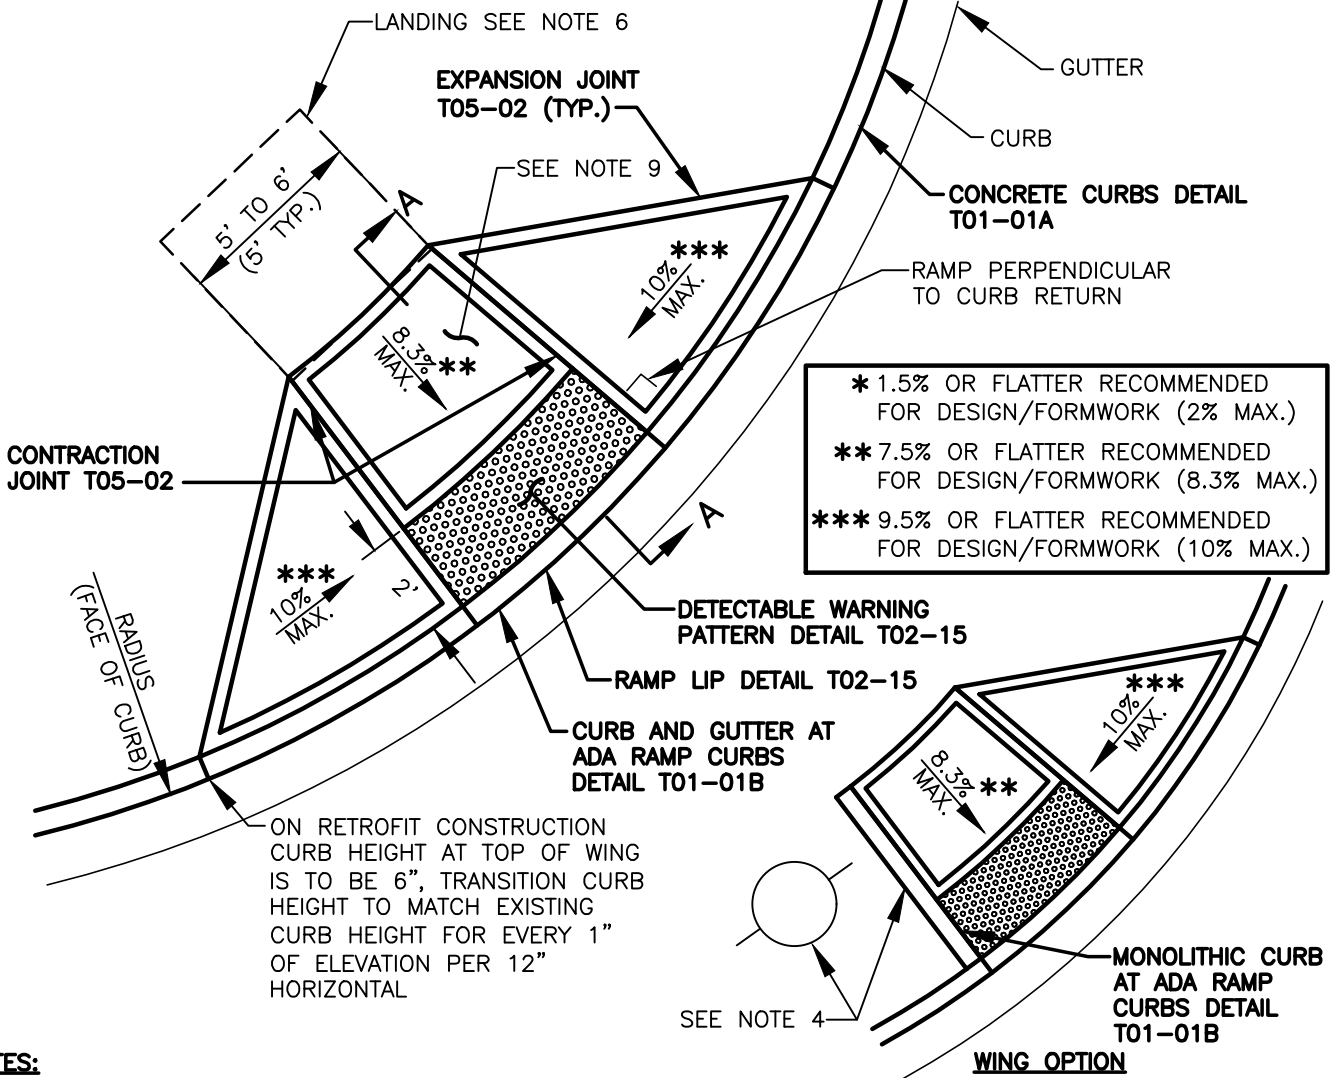 LANDING SEE NOTE 6
EXPANSION JOINT
T05-02 (TYP.)
GUTTER
CURB
SEE NOTE 9
CONCRETE CURBS DETAIL
T01-01A
5' TO 6'
(5' TYP.)
A
10% ***
MAX.
RAMP PERPENDICULAR
TO CURB RETURN
8.3% **
MAX.
* 1.5% OR FLATTER RECOMMENDED
FOR DESIGN/FORMWORK (2% MAX.)
** 7.5% OR FLATTER RECOMMENDED
FOR DESIGN/FORMWORK (8.3% MAX.)
*** 9.5% OR FLATTER RECOMMENDED
FOR DESIGN/FORMWORK (10% MAX.)
CONTRACTION
JOINT T05-02
A
***
10%
MAX.
2'
RADIUS
(FACE OF CURB)
DETECTABLE WARNING
PATTERN DETAIL T02-15
RAMP LIP DETAIL T02-15
CURB AND GUTTER AT
ADA RAMP CURBS
DETAIL T01-01B
ON RETROFIT CONSTRUCTION
CURB HEIGHT AT TOP OF WING
IS TO BE 6", TRANSITION CURB
HEIGHT TO MATCH EXISTING
CURB HEIGHT FOR EVERY 1"
OF ELEVATION PER 12"
HORIZONTAL
***
10%
MAX.
8.3% **
MAX.
SEE NOTE 4
MONOLITHIC CURB
AT ADA RAMP
CURBS DETAIL
T01-01B
WING OPTION
TES: